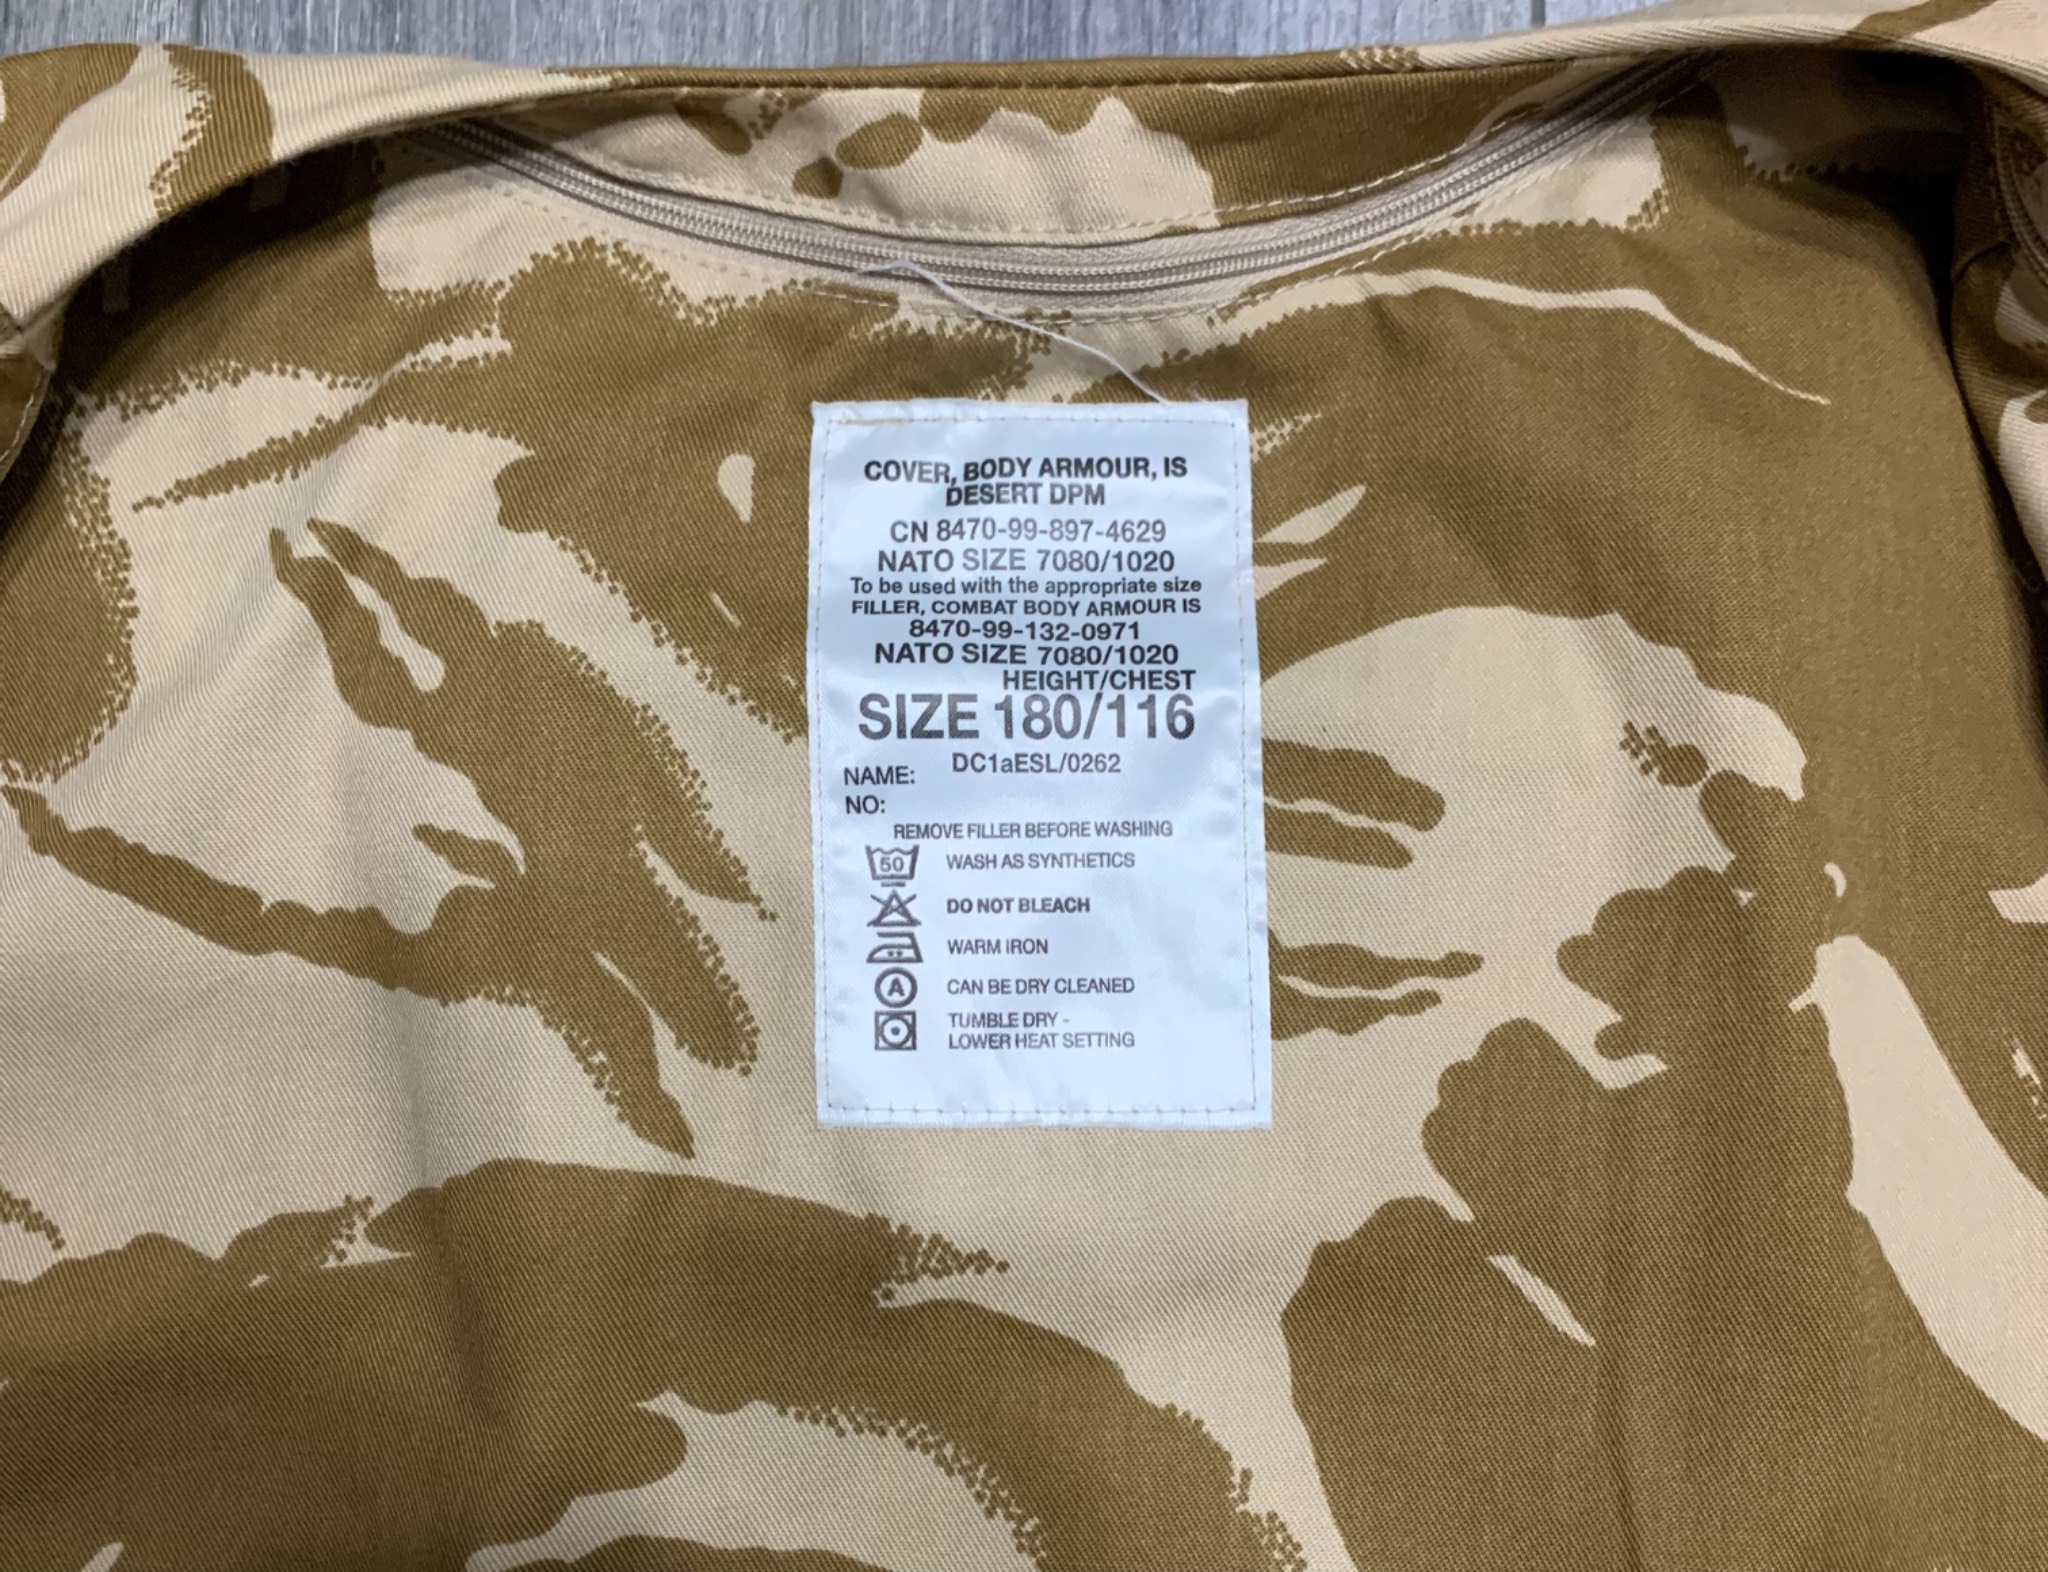 COVER, BODY ARMOUR, IS
DESERT DPM
CN 8470-99-897-4629
NATO SIZE 7080/1020
To be used with the appropriate size
FILLER, COMBAT BODY ARMOUR IS
8470-99-132-0971
NATO SIZE 7080/1020
HEIGHT/CHEST
SIZE 180/116
DC1aESL/0262
NAME:
NO:
REMOVE FILLER BEFORE WASHING
50 WASH AS SYNTHETICS
DO NOT BLEACH
WARM IRON
A CAN BE DRY CLEANED
TUMBLE DRY -
LOWER HEAT SETTING